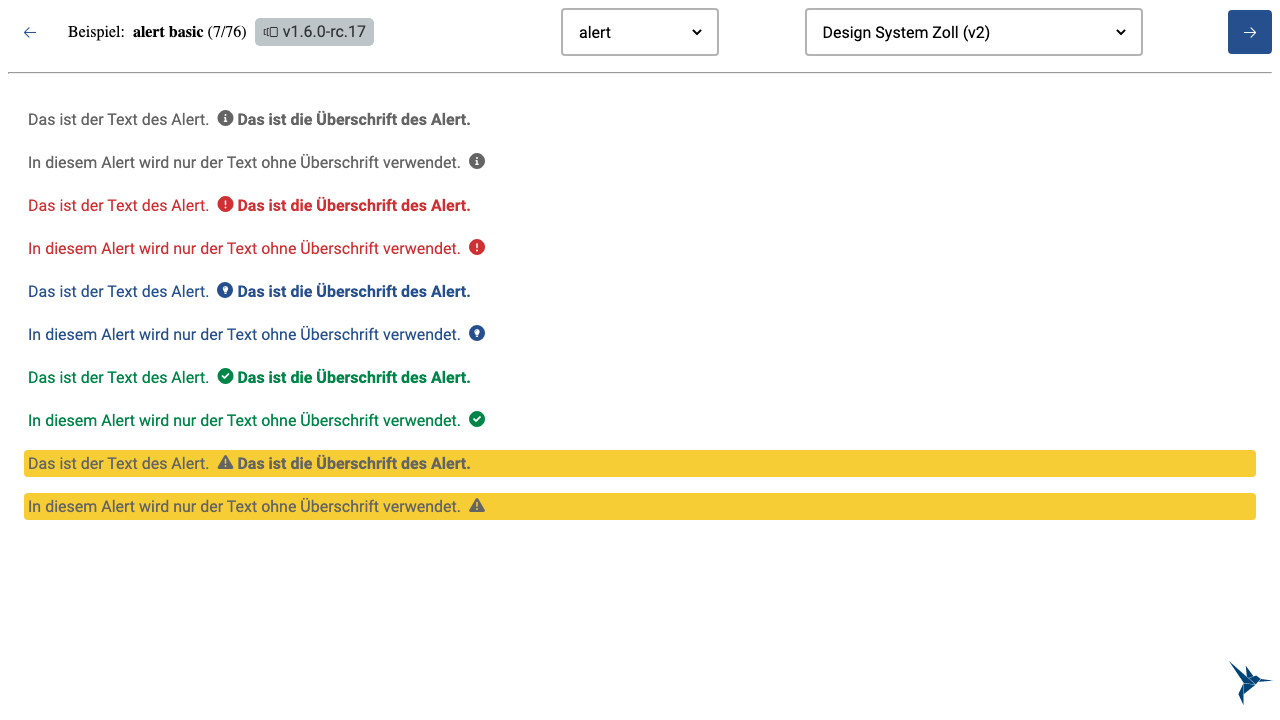 Beispiel: alert basic (7/76) v1.6.0-rc.17 alert Design System Zoll (v2)
Das ist der Text des Alert. Das ist die Überschrift des Alert.
In diesem Alert wird nur der Text ohne Überschrift verwendet.
Das ist der Text des Alert. Das ist die Überschrift des Alert.
In diesem Alert wird nur der Text ohne Überschrift verwendet.
Das ist der Text des Alert. Das ist die Überschrift des Alert.
In diesem Alert wird nur der Text ohne Überschrift verwendet.
Das ist der Text des Alert. Das ist die Überschrift des Alert.
In diesem Alert wird nur der Text ohne Überschrift verwendet.
Das ist der Text des Alert. Das ist die Überschrift des Alert.
In diesem Alert wird nur der Text ohne Überschrift verwendet.